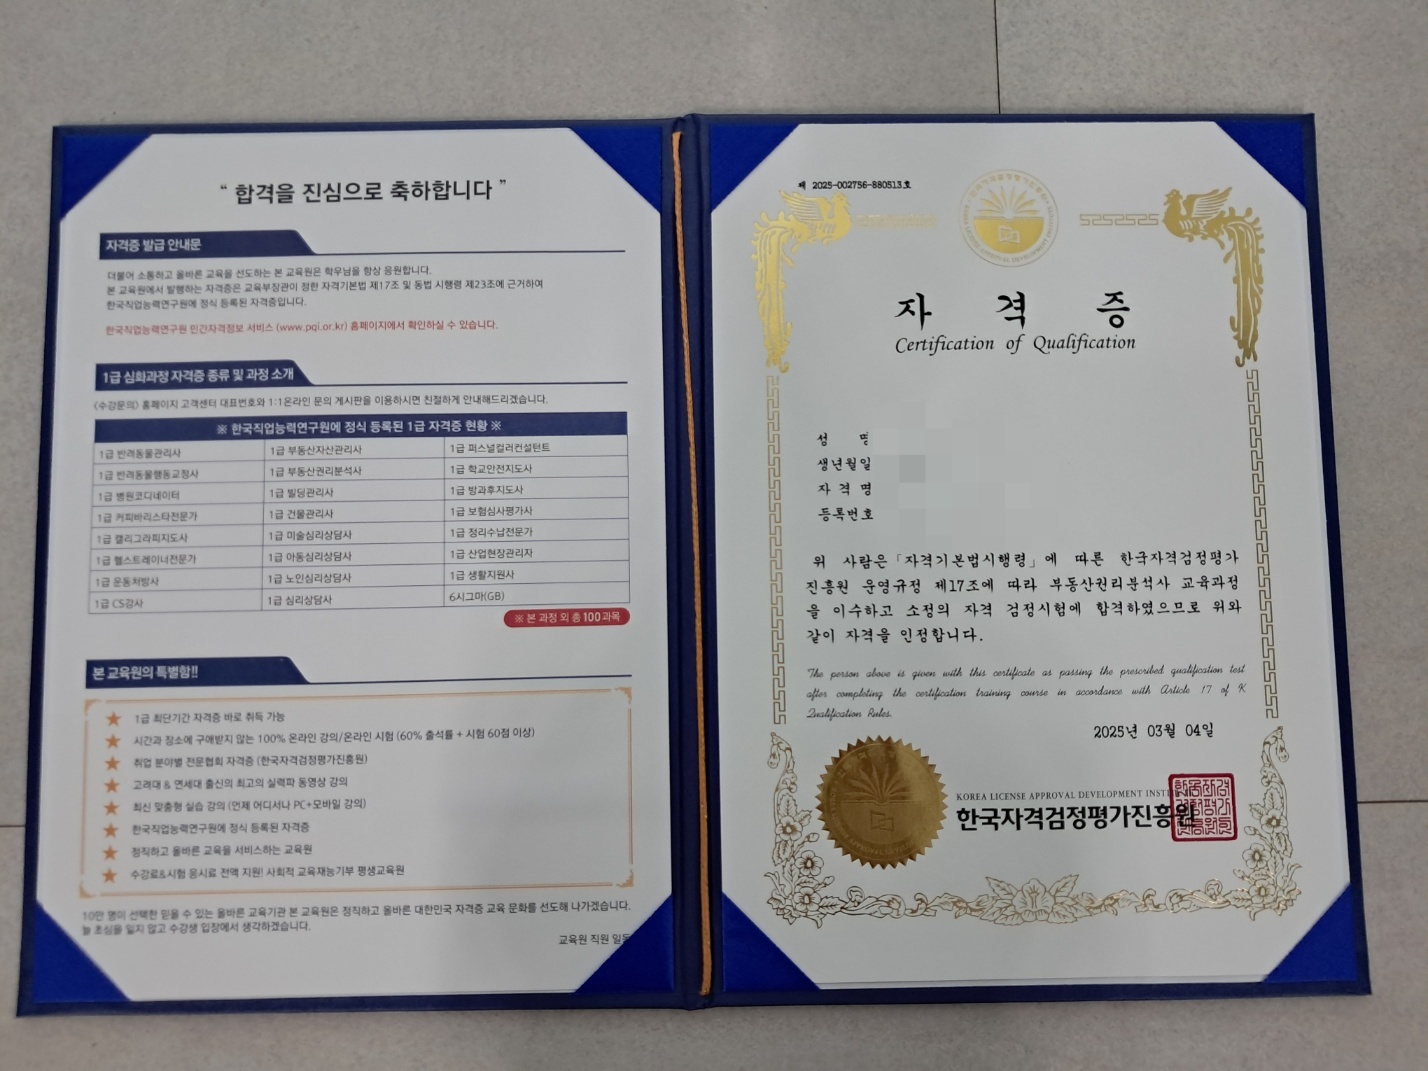 “ 합격을 진심으로 축하합니다 ”
자격증 발급 안내문
더불어 소통하고 올바른 교육을 선도하는 본 교육원은 학우님을 항상 응원합니다.
본 교육원에서 발행하는 자격증은 교육부장관이 정한 자격기본법 제17조 및 동법 시행령 제23조에 근거하여
한국직업능력연구원에 정식 등록된 자격증입니다.
한국직업능력연구원 민간자격정보 서비스 (www.pqi.or.kr) 홈페이지에서 확인하실 수 있습니다.
1급 심화과정 자격증 종류 및 과정 소개
<수강문의> 홈페이지 고객센터 대표번호와 1:1온라인 문의 게시판을 이용하시면 친절하게 안내해드리겠습니다.
※ 한국직업능력연구원에 정식 등록된 1급 자격증 현황 ※
1급 반려동물관리사 1급 부동산자산관리사 1급 퍼스널컬러컨설턴트
1급 반려동물행동교정사 1급 부동산권리분석사 1급 학교안전지도사
1급 병원코디네이터 1급 빌딩관리사 1급 방과후지도사
1급 커피바리스타전문가 1급 건물관리사 1급 보험심사평가사
1급 캘리그라피지도사 1급 미술심리상담사 1급 정리수납전문가
1급 헬스트레이너전문가 1급 아동심리상담사 1급 산업현장관리자
1급 운동처방사 1급 노인심리상담사 1급 생활지원사
1급 CS강사 1급 심리상담사 6시그마(GB)
※ 본 과정 외 총 100과목
본 교육원의 특별함!!
1급 최단기간 자격증 바로 취득 가능
시간과 장소에 구애받지 않는 100% 온라인 강의/온라인 시험 (60% 출석률 + 시험 60점 이상)
취업 분야별 전문협회 자격증 (한국자격검정평가진흥원)
고려대 & 연세대 출신의 최고의 실력파 동영상 강의
최신 맞춤형 실습 강의 (언제 어디서나 PC+모바일 강의)
한국직업능력연구원에 정식 등록된 자격증
정직하고 올바른 교육을 서비스하는 교육원
수강료&시험 응시료 전액 지원! 사회적 교육재능기부 평생교육원
10만 명이 선택한 믿을 수 있는 올바른 교육기관 본 교육원은 정직하고 올바른 대한민국 자격증 교육 문화를 선도해 나가겠습니다.
늘 초심을 잃지 않고 수강생 입장에서 생각하겠습니다.
교육원 직원 일동
제 2025-002756-880513호
자 격 증
Certification of Qualification
성 명
생년월일
자 격 명
등록번호
위 사람은「자격기본법시행령」에 따른 한국자격검정평가
진흥원 운영규정 제17조에 따라 부동산권리분석사 교육과정
을 이수하고 소정의 자격 검정시험에 합격하였으므로 위와
같이 자격을 인정합니다.
The person above is given with this certificate as passing the prescribed qualification test
after completing the certification training course in accordance with Article 17 of K
Qualification Rules.
2025년 03월 04일
KOREA LICENSE APPROVAL DEVELOPMENT
한국자격검정평가진흥원